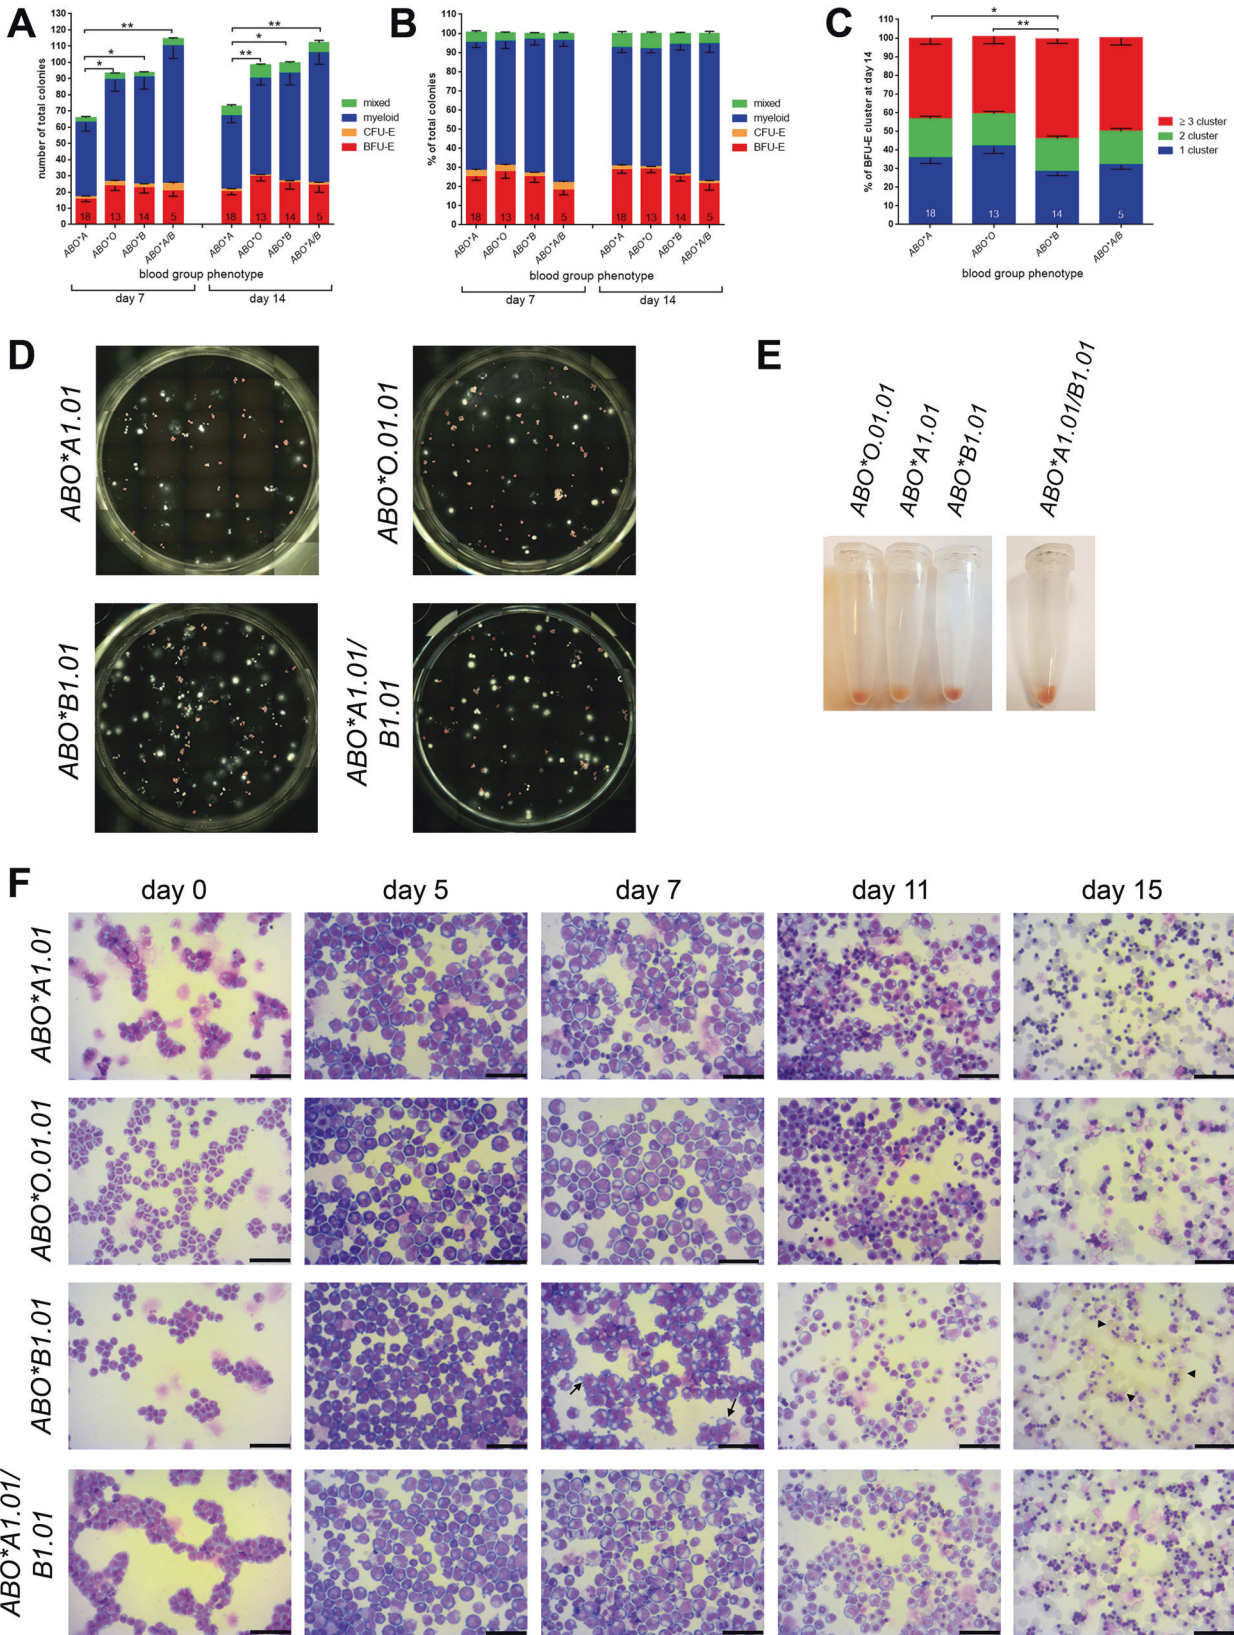 A
number of total colonies
130
120
110
100
90
80
70
60
50
40
30
20
10
0
*
*
**
**
*
**
18
13
14
5
18
13
14
5
ABO*A
ABO*O
ABO*B
ABO*A/B
ABO*A
ABO*O
ABO*B
ABO*A/B
blood group phenotype
day 7
day 14
mixed
myeloid
CFU-E
BFU-E
B
% of total colonies
110
100
90
80
70
60
50
40
30
20
10
0
18
13
14
5
18
13
14
5
ABO*A
ABO*O
ABO*B
ABO*A/B
ABO*A
ABO*O
ABO*B
ABO*A/B
blood group phenotype
day 7
day 14
mixed
myeloid
CFU-E
BFU-E
C
% of BFU-E cluster at day 14
110
100
90
80
70
60
50
40
30
20
10
0
*
**
18
13
14
5
ABO*A
ABO*O
ABO*B
ABO*A/B
blood group phenotype
≥ 3 cluster
2 cluster
1 cluster
D
ABO*A1.01
ABO*O.01.01
ABO*B1.01
ABO*A1.01/
B1.01
E
ABO*O.01.01
ABO*A1.01
ABO*B1.01
ABO*A1.01/B1.01
F
day 0
day 5
day 7
day 11
day 15
ABO*A1.01
ABO*O.01.01
ABO*B1.01
ABO*A1.01/
B1.01